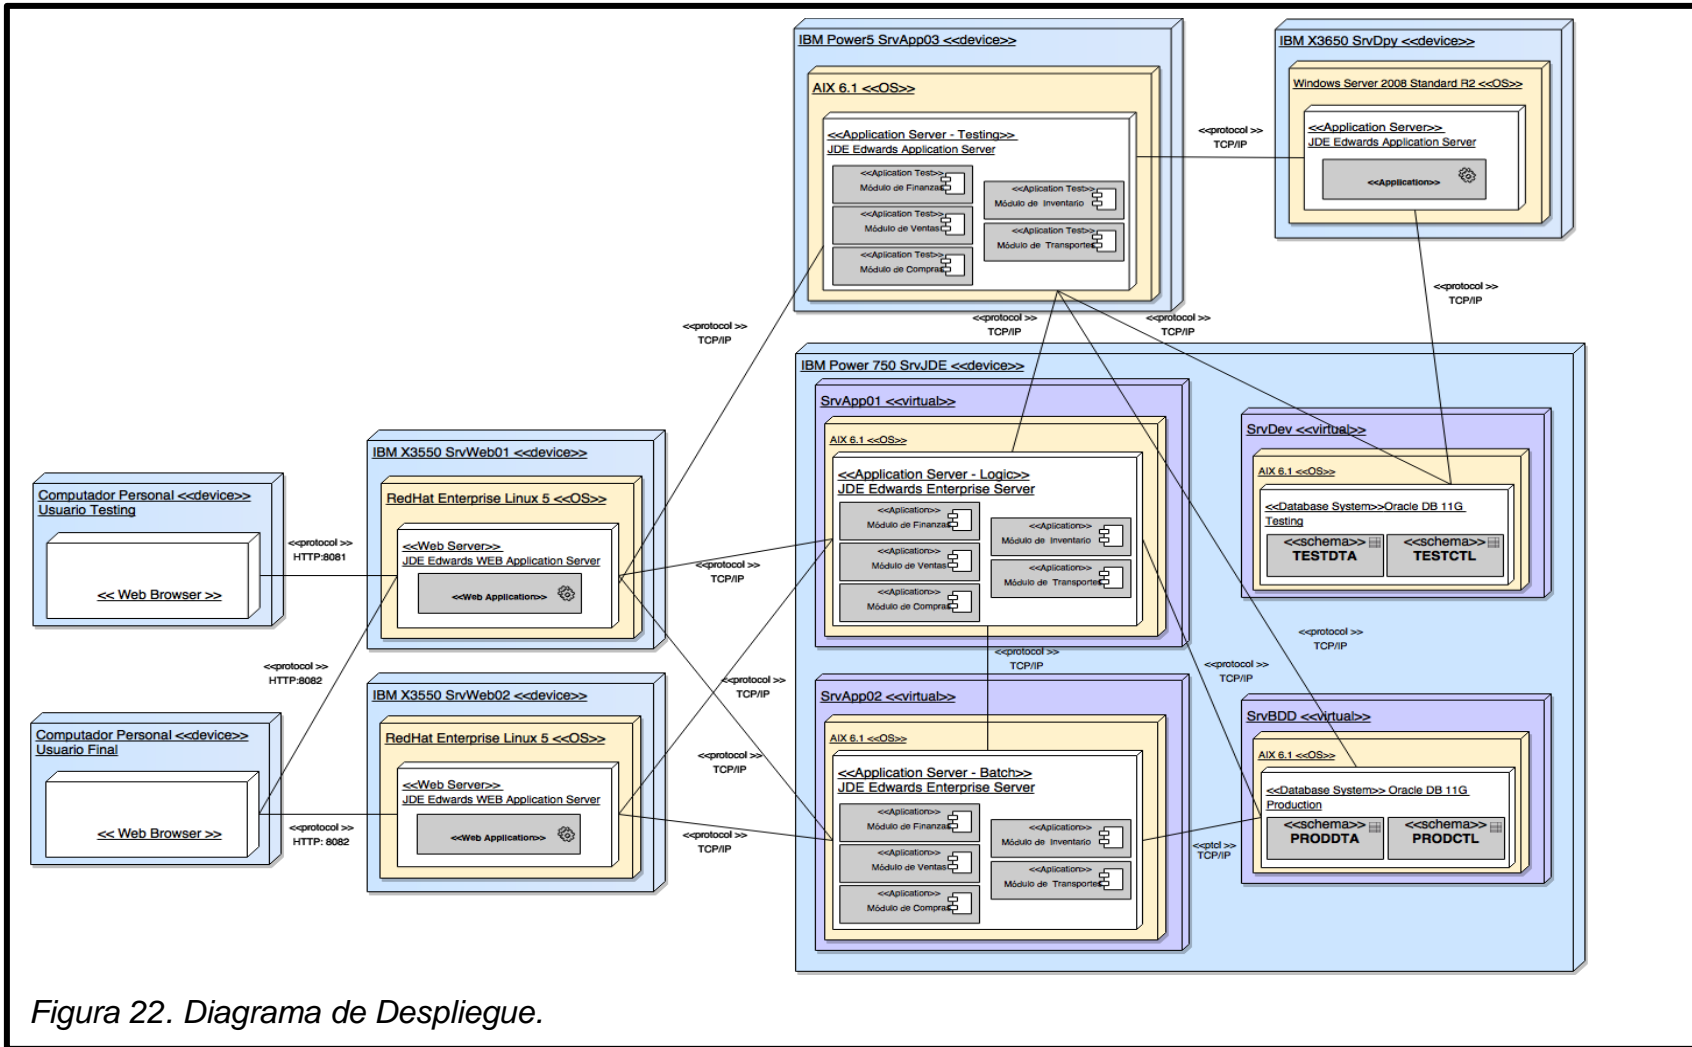 IBM Power5 SrvApp03 <<device>>
AIX 6.1 <<OS>>
<<Application Server - Testing>>
JDE Edwards Application Server
<<Aplication Test>>
Módulo de Finanzas
<<Aplication Test>>
Módulo de Ventas
<<Aplication Test>>
Módulo de Compras
<<Aplication Test>>
Módulo de Inventario
<<Aplication Test>>
Módulo de Transportes
<<protocol >>
TCP/IP
IBM X3650 SrvDpy <<device>>
Windows Server 2008 Standard R2 <<OS>>
<<Application Server>>
JDE Edwards Application Server
<<Application>>
<<protocol >>
TCP/IP
<<protocol >>
TCP/IP
<<protocol >>
TCP/IP
<<protocol >>
TCP/IP
IBM Power 750 SrvJDE <<device>>
SrvApp01 <<virtual>>
AIX 6.1 <<OS>>
<<Application Server - Logic>>
JDE Edwards Enterprise Server
<<Aplication>>
Módulo de Finanzas
<<Aplication>>
Módulo de Ventas
<<Aplication>>
Módulo de Compras
<<Aplication>>
Módulo de Inventario
<<Aplication>>
Módulo de Transportes
SrvDev <<virtual>>
AIX 6.1 <<OS>>
<<Database System>>Oracle DB 11G
Testing
<<schema>>
TESTDTA
<<schema>>
TESTCTL
IBM X3550 SrvWeb01 <<device>>
RedHat Enterprise Linux 5 <<OS>>
<<Web Server>>
JDE Edwards WEB Application Server
<<Web Application>>
Computador Personal <<device>>
Usuario Testing
<< Web Browser >>
<<protocol >>
HTTP:8081
<<protocol >>
TCP/IP
<<protocol >>
HTTP:8082
<<protocol >>
TCP/IP
<<protocol >>
TCP/IP
<<protocol >>
TCP/IP
<<protocol >>
TCP/IP
Computador Personal <<device>>
Usuario Final
<< Web Browser >>
<<protocol >>
HTTP: 8082
IBM X3550 SrvWeb02 <<device>>
RedHat Enterprise Linux 5 <<OS>>
<<Web Server>>
JDE Edwards WEB Application Server
<<Web Application>>
<<protocol >>
TCP/IP
<<protocol >>
TCP/IP
SrvApp02 <<virtual>>
AIX 6.1 <<OS>>
<<Application Server - Batch>>
JDE Edwards Enterprise Server
<<Aplication>>
Módulo de Finanzas
<<Aplication>>
Módulo de Ventas
<<Aplication>>
Módulo de Compras
<<Aplication>>
Módulo de Inventario
<<Aplication>>
Módulo de Transportes
<<ptcl >>
TCP/IP
SrvBDD <<virtual>>
AIX 6.1 <<OS>>
<<Database System>> Oracle DB 11G
Production
<<schema>>
PRODDTA
<<schema>>
PRODCTL
Figura 22. Diagrama de Despliegue.